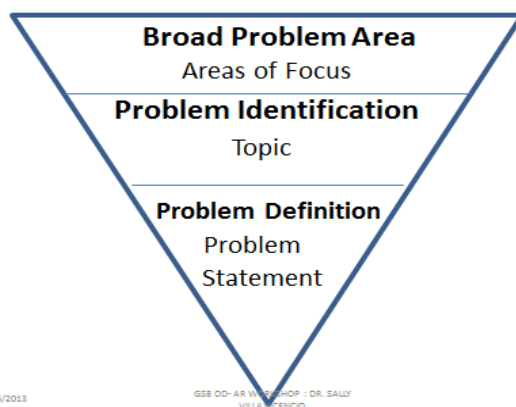 Broad Problem Area
Areas of Focus
Problem Identification
Topic
Problem Definition
Problem
Statement
/2013
GSB OD- AR WORKSHOP : DR. SALLY